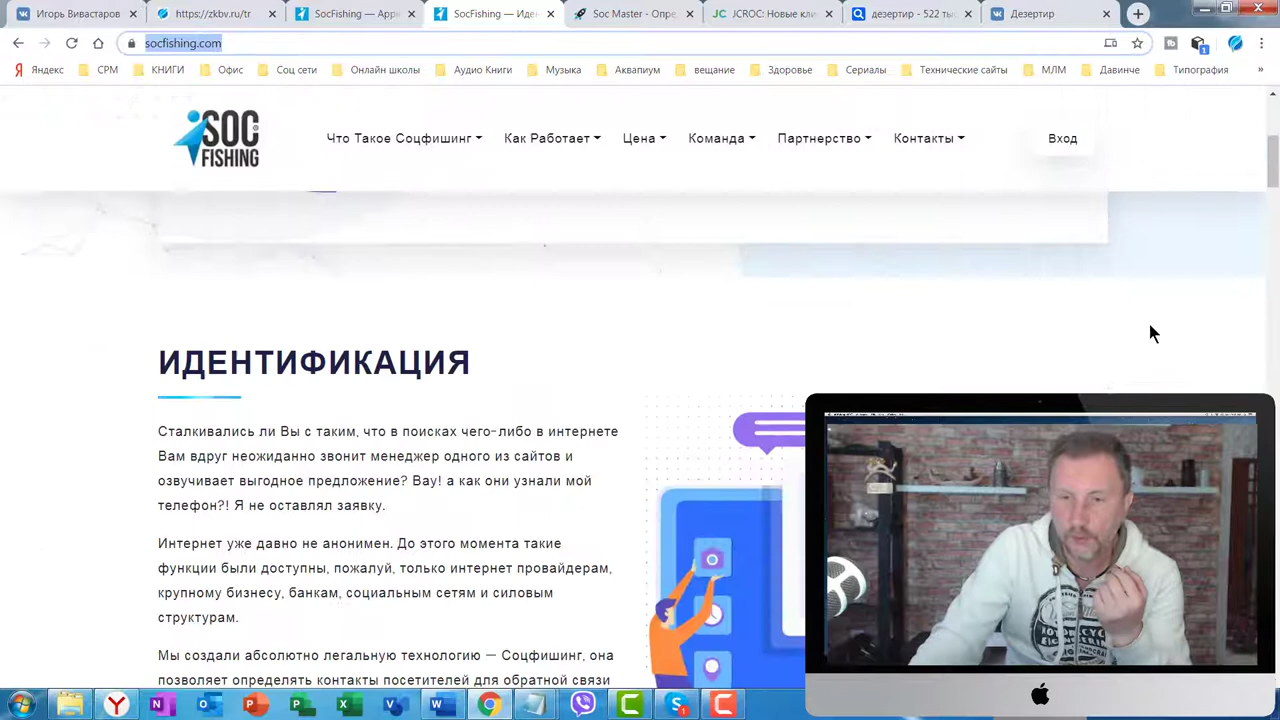 Игорь Вивастаров
https://zkbv.ru/tr
SocFishing — Appi
SocFishing — Иден
Soc Master - Опре
JCROC: Новые кли
дезертир - 522 тыс
Дезертир
socfishing.com
Яндекс
СРМ
КНИГИ
Офис
Соц сети
Онлайн школы
Аудио Книги
Музыка
Аквапиум
вещание
Здоровье
Сериалы
Технические сайты
МЛМ
Давинче
Типография
»
SOC
FISHING
Что Такое Соцфишинг
Как Работает
Цена
Команда
Партнерство
Контакты
Вход
ИДЕНТИФИКАЦИЯ
Сталкивались ли Вы с таким, что в поисках чего-либо в интернете
Вам вдруг неожиданно звонит менеджер одного из сайтов и
озвучивает выгодное предложение? Вау! а как они узнали мой
телефон?! Я не оставлял заявку.
Интернет уже давно не анонимен. До этого момента такие
функции были доступны, пожалуй, только интернет провайдерам,
крупному бизнесу, банкам, социальным сетям и силовым
структурам.
Мы создали абсолютно легальную технологию — Соцфишинг, она
позволяет определять контакты посетителей для обратной связи